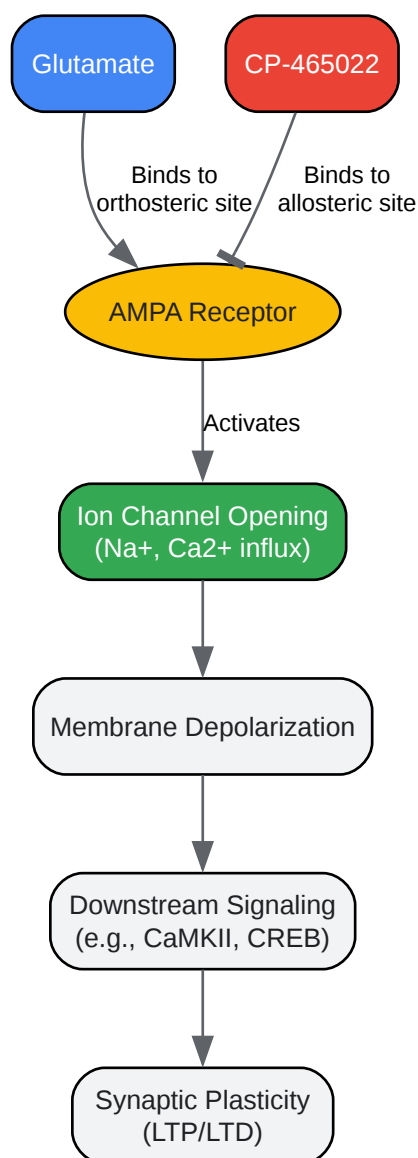 Glutamate
CP-465022
Binds to
orthosteric site
Binds to
allosteric site
AMPA Receptor
Activates
Ion Channel Opening
(Na+, Ca2+ influx)
Membrane Depolarization
Downstream Signaling
(e.g., CaMKII, CREB)
Synaptic Plasticity
(LTP/LTD)